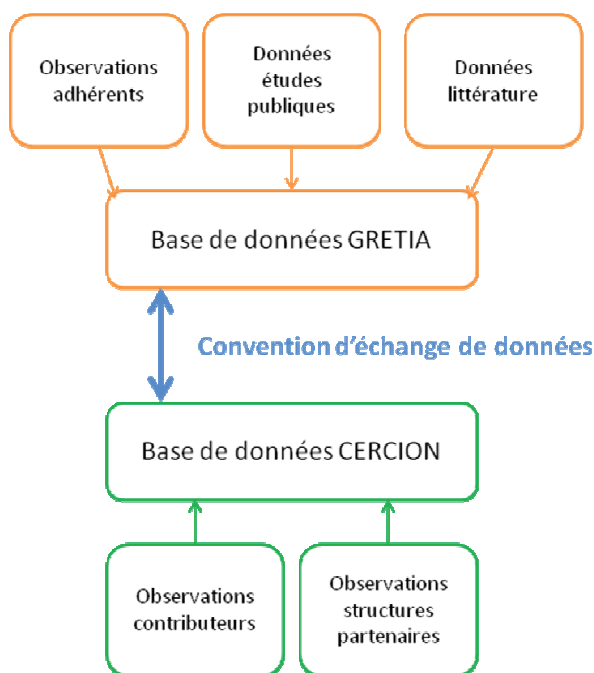 Observations
adhérents
Données
études
publiques
Données
littérature
Base de données GRETIA
Convention d'échange de données
Base de données CERCION
Observations
contributeurs
Observations
structures
partenaires